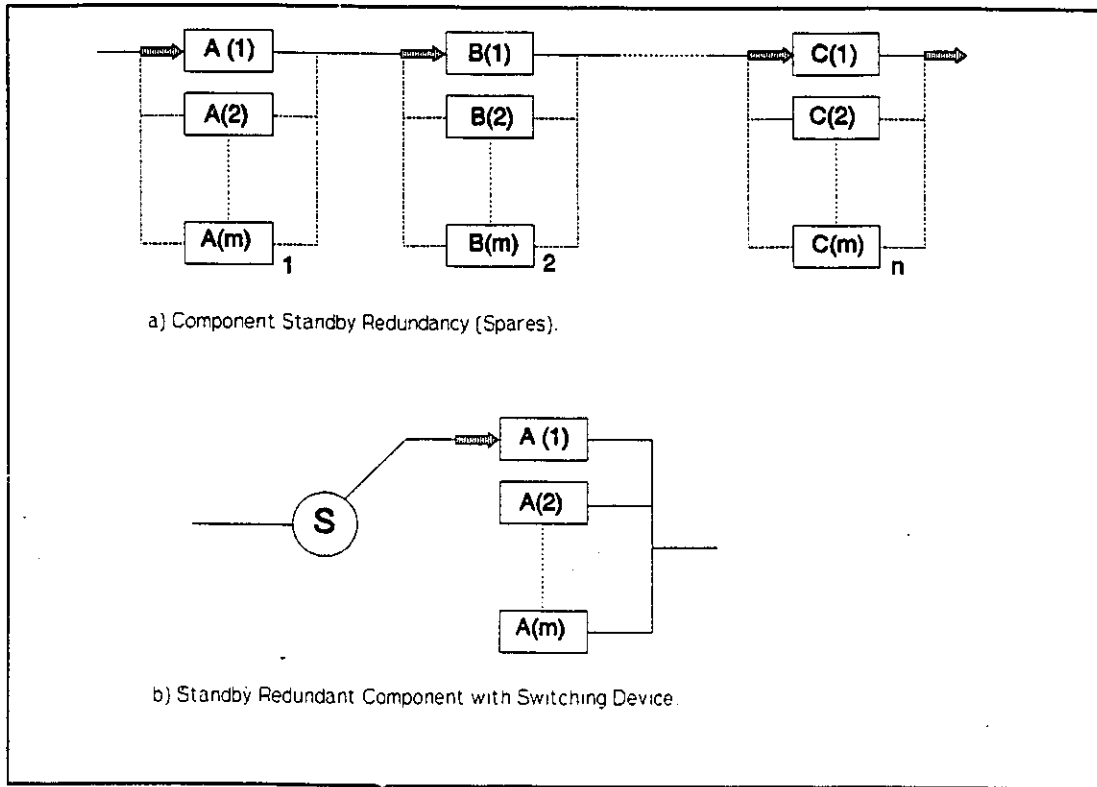 A (1) B(1) C(1)
A(2) B(2) C(2)
A(m) B(m) C(m)
1 2 n
a) Component Standby Redundancy (Spares).
A (1)
S
A(2)
A(m)
b) Standby Redundant Component with Switching Device.